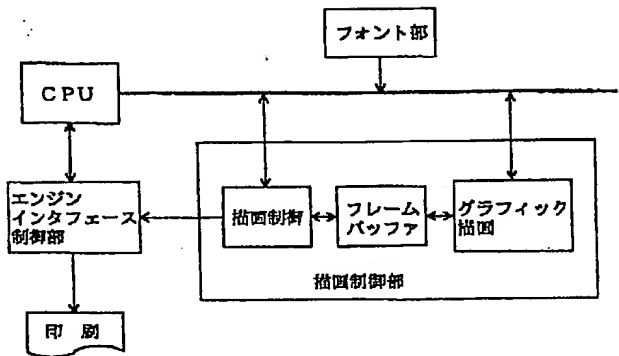 フォント部
CPU
エンジン
インタフェース
制御部
描画制御
フレーム
バッファ
グラフィック
描画
描画制御部
印刷